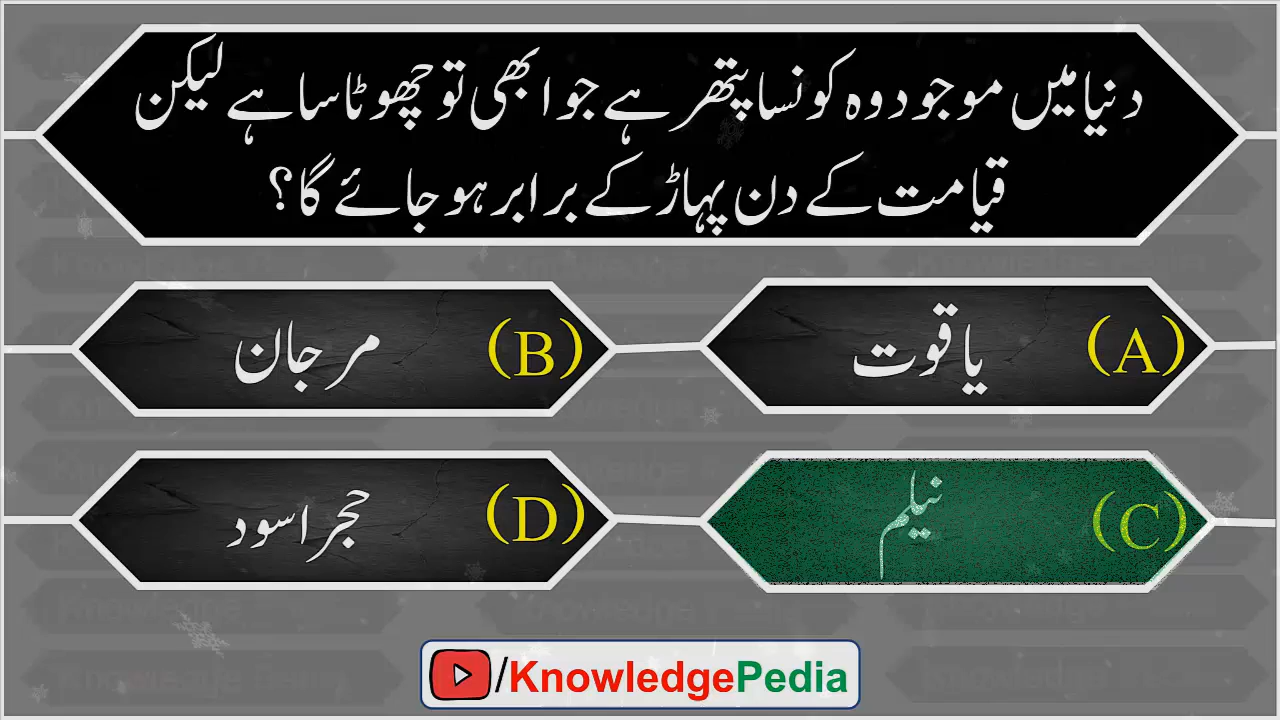 دنیا میں موجود وہ کونسا پتھر ہے جو ابھی تو چھوٹا سا ہے لیکن
قیامت کے دن پہاڑ کے برابر ہو جائے گا؟
(A) یاقوت
(B) مرجان
(C) نیلم
(D) حجر اسود
/KnowledgePedia